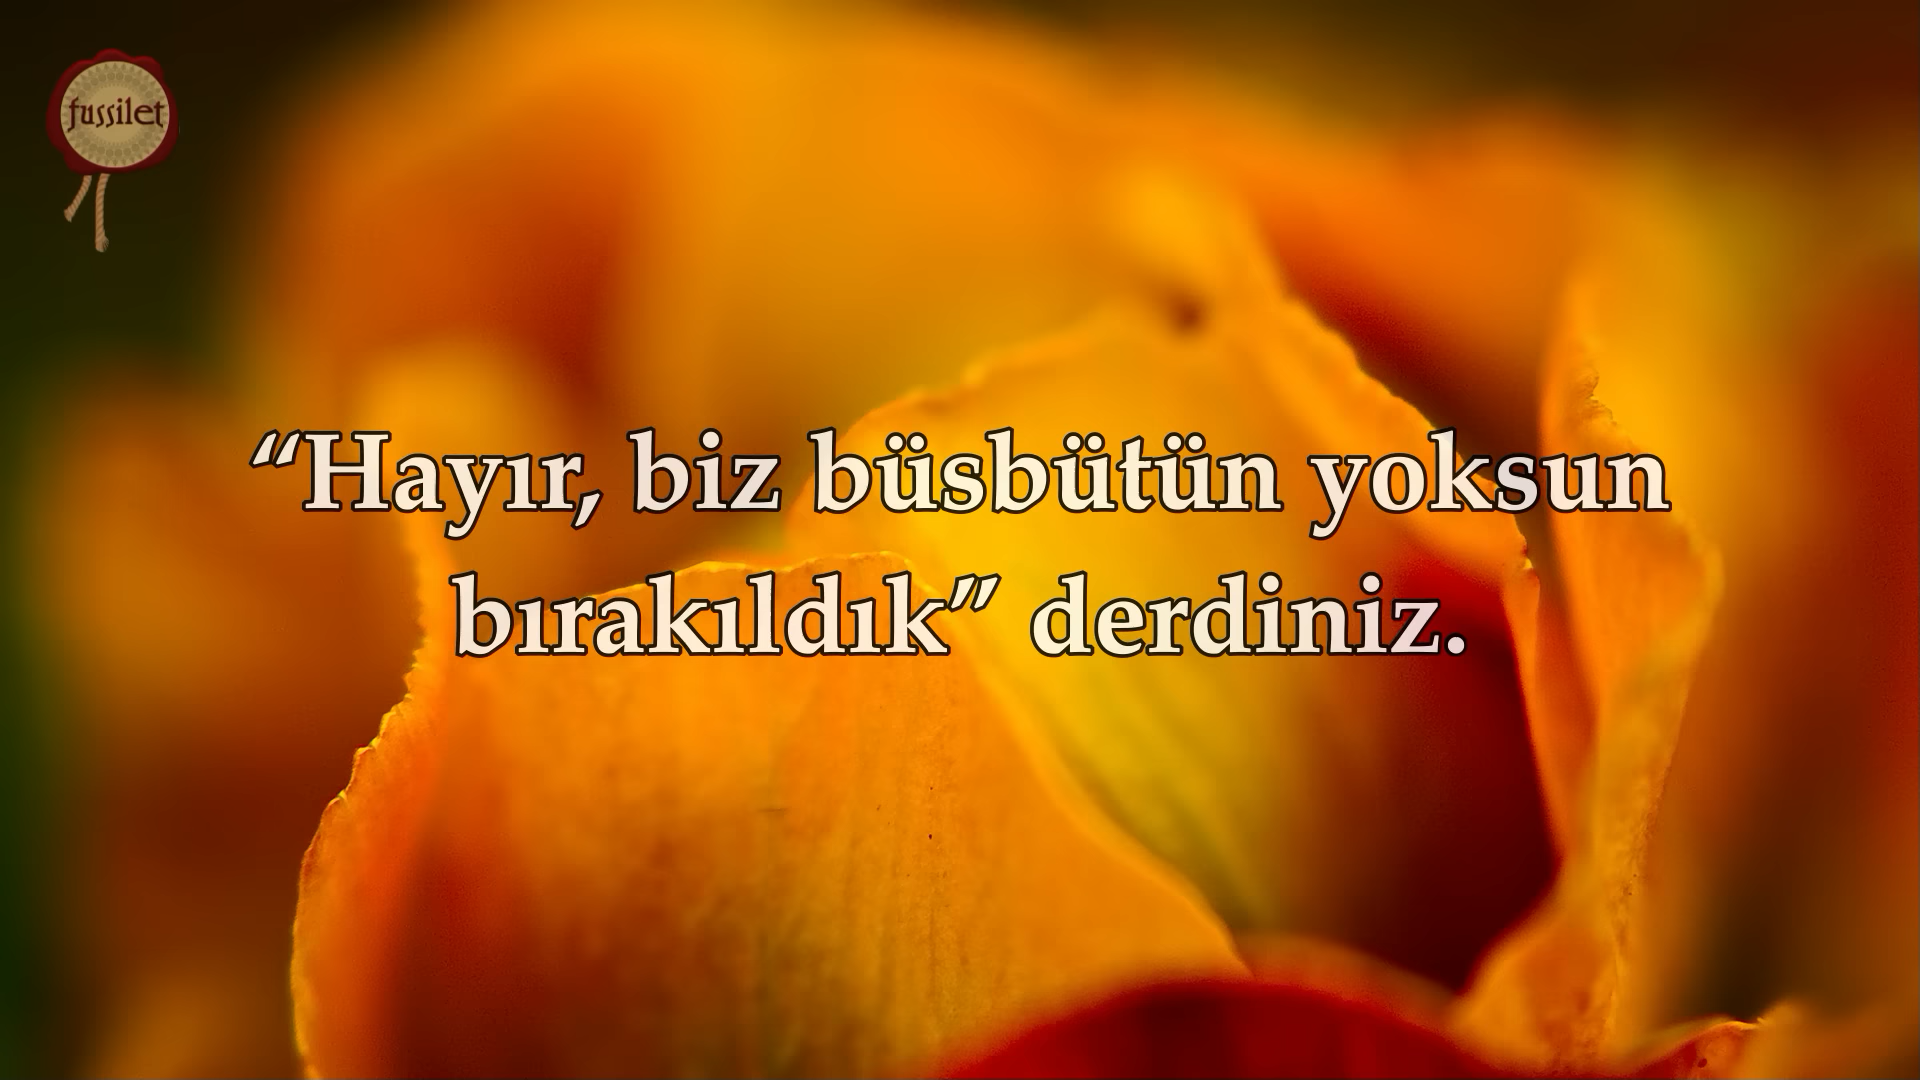 fussilet
“Hayır, biz büsbütün yoksun
bırakıldık” derdiniz.